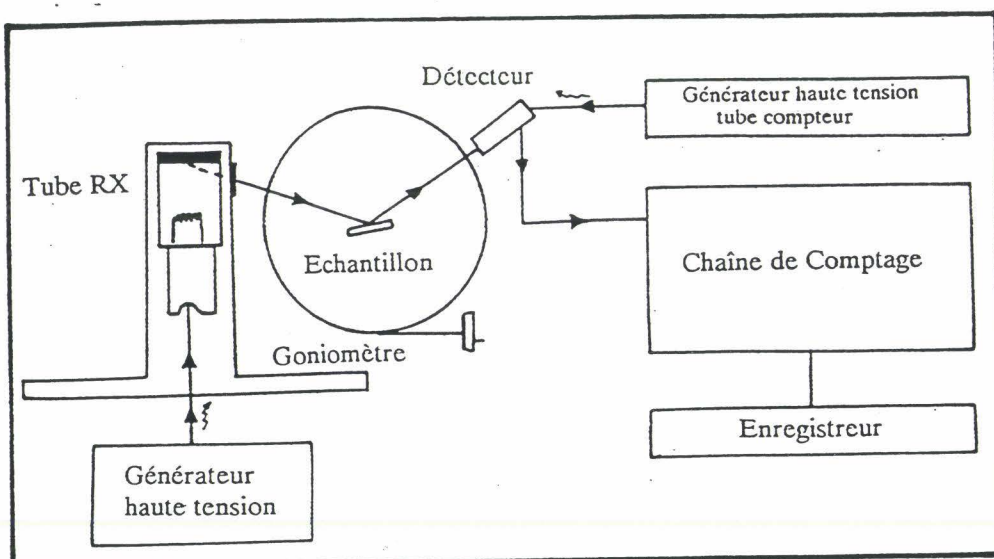 Détecteur
Générateur haute tension
tube compteur
Tube RX
Echantillon
Chaîne de Comptage
Goniomètre
Enregistreur
Générateur
haute tension